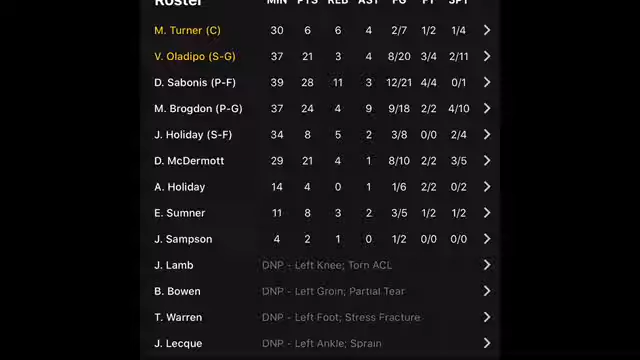 Roster MIN PTS REB AST FG FT 3PT
M. Turner (C) 30 6 6 4 2/7 1/2 1/4
V. Oladipo (S-G) 37 21 3 4 8/20 3/4 2/11
D. Sabonis (P-F) 39 28 11 3 12/21 4/4 0/1
M. Brogdon (P-G) 37 24 4 9 9/18 2/2 4/10
J. Holiday (S-F) 34 8 5 2 3/8 0/0 2/4
D. McDermott 29 21 4 1 8/10 2/2 3/5
A. Holiday 14 4 0 1 1/6 2/2 0/2
E. Sumner 11 8 3 2 3/5 1/2 1/2
J. Sampson 4 2 1 0 1/2 0/0 0/0
J. Lamb DNP - Left Knee; Torn ACL
B. Bowen DNP - Left Groin; Partial Tear
T. Warren DNP - Left Foot; Stress Fracture
J. Lecque DNP - Left Ankle; Sprain